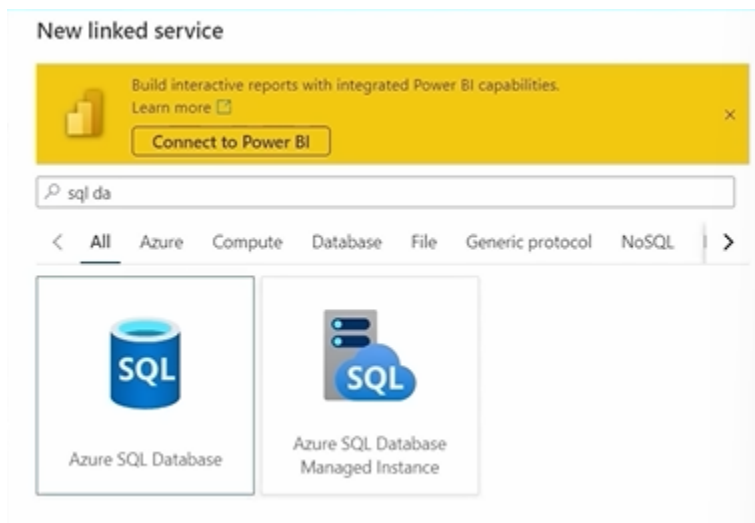 New linked service
Build interactive reports with integrated Power BI capabilities.
Learn more
Connect to Power BI
sql da
All Azure Compute Database File Generic protocol NoSQL
SQL
SQL
Azure SQL Database
Azure SQL Database
Managed Instance